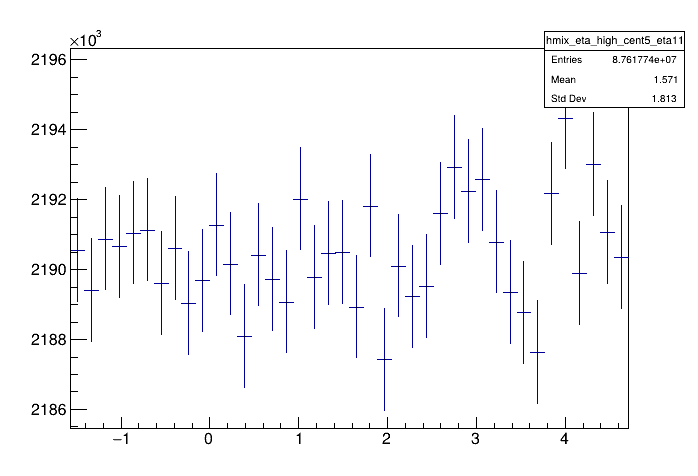 ×10³
hmix_eta_high_cent5_eta11
Entries 8.761774e+07
Mean 1.571
Std Dev 1.813
2196
2194
2192
2190
2188
2186
−1 0 1 2 3 4